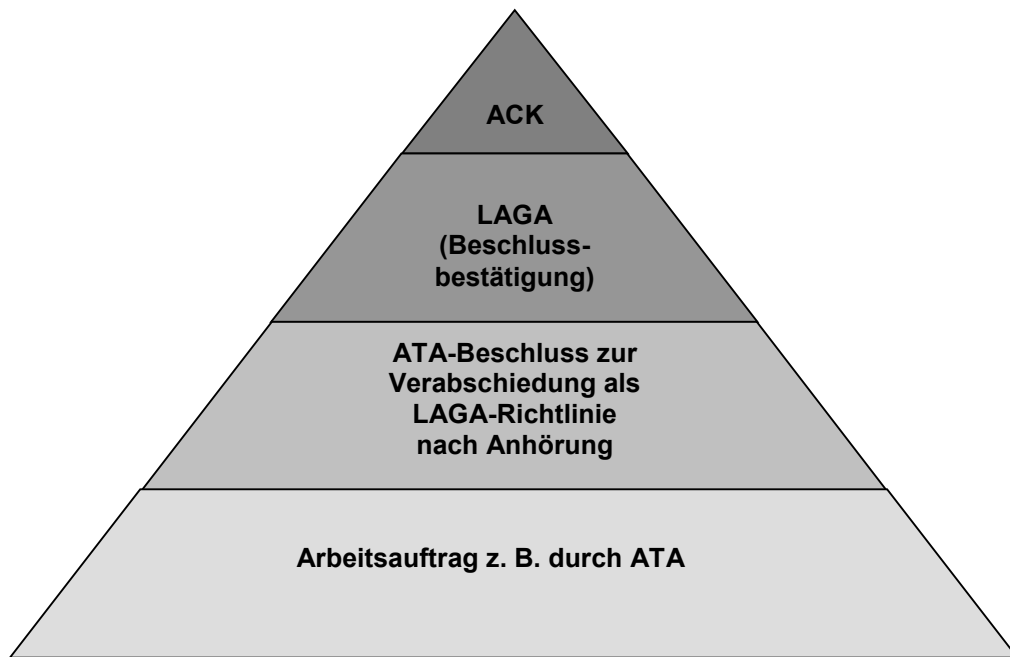 ACK
LAGA
(Beschluss-
bestätigung)
ATA-Beschluss zur
Verabschiedung als
LAGA-Richtlinie
nach Anhörung
Arbeitsauftrag z. B. durch ATA